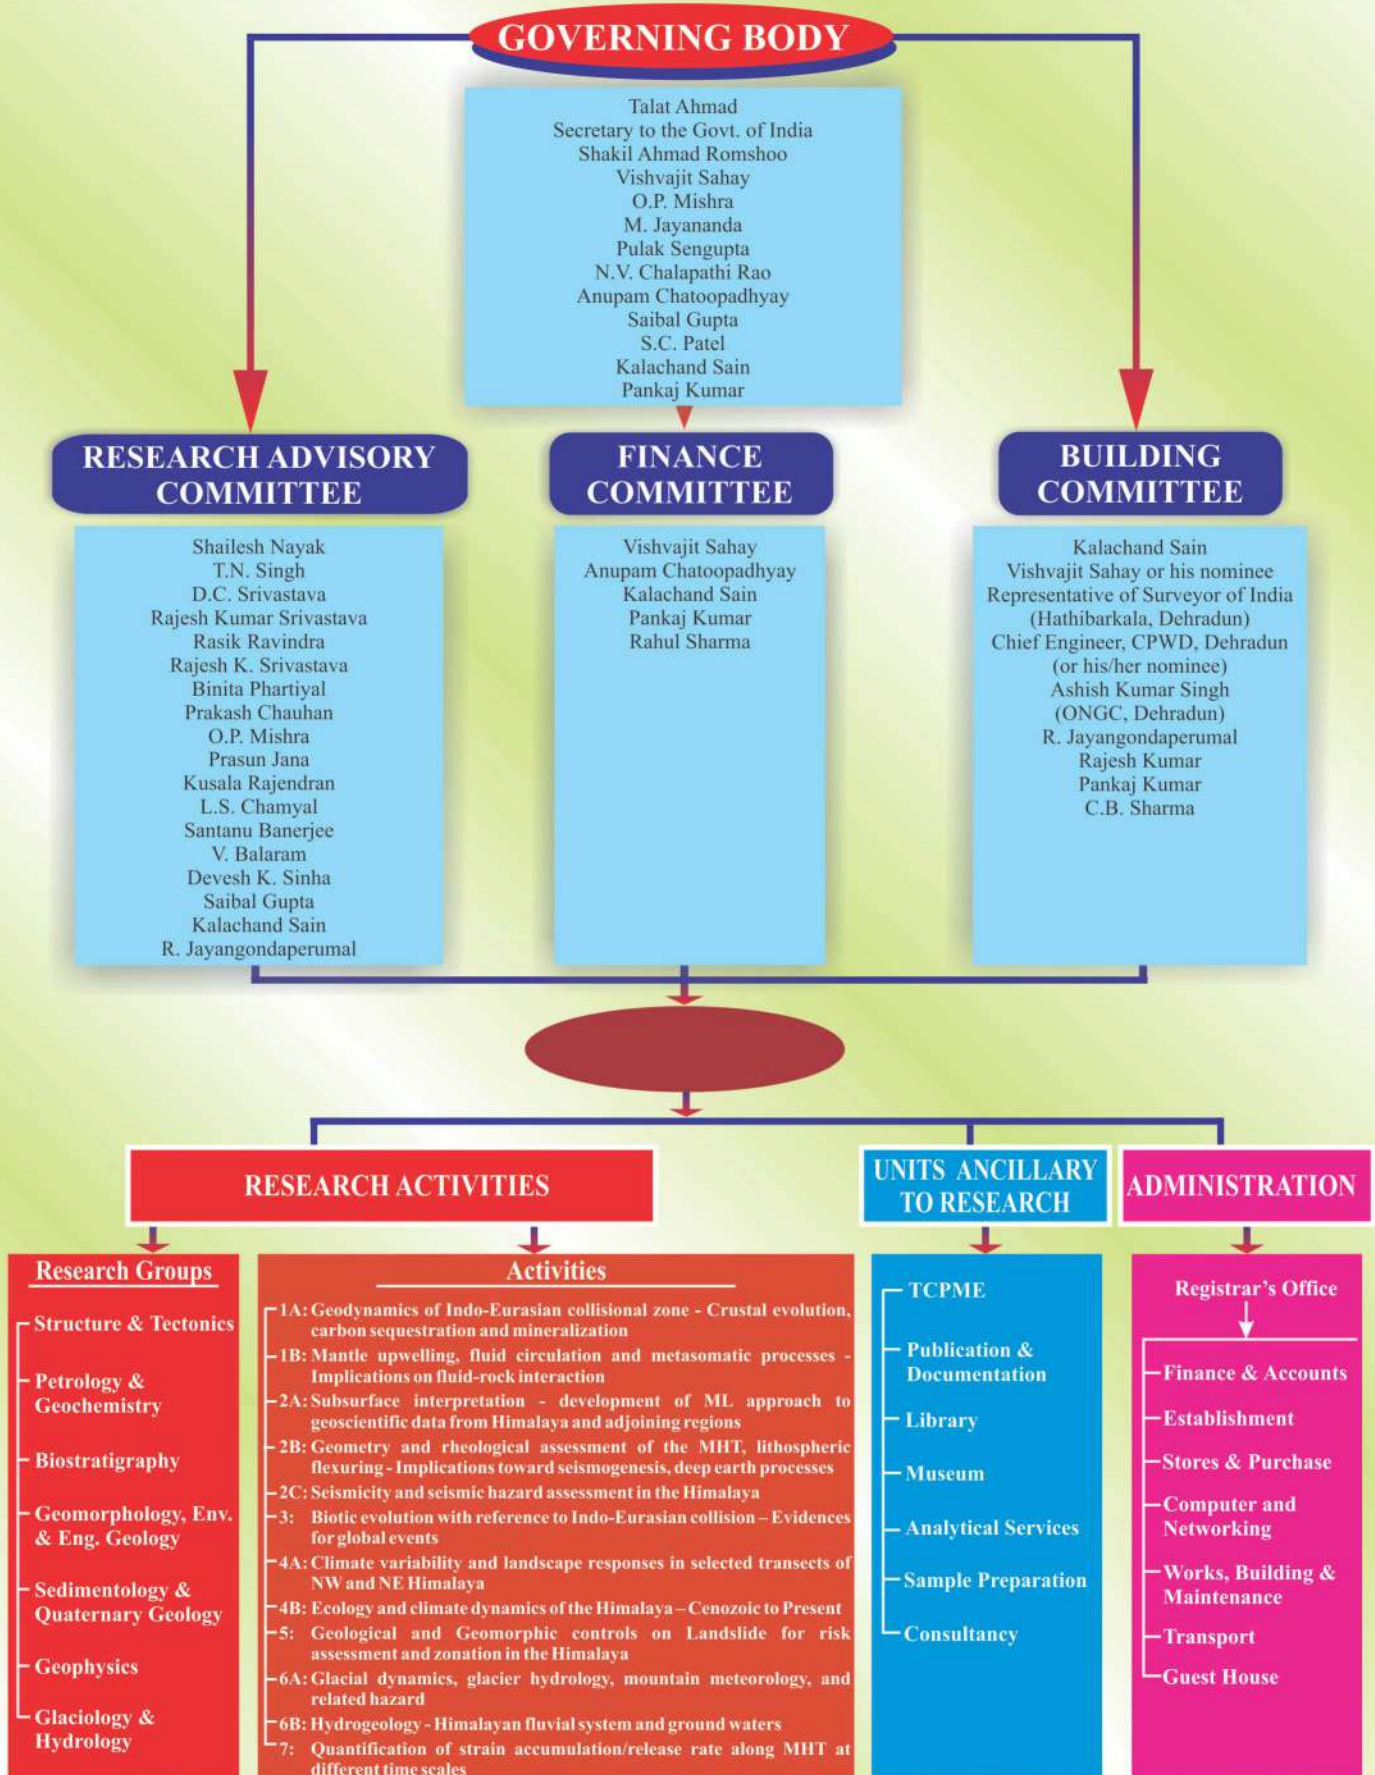 GOVERNING BODY
Talat Ahmad
Secretary to the Govt. of India
Shakil Ahmad Romshoo
Vishvajit Sahay
O.P. Mishra
M. Jayananda
Pulak Sengupta
N.V. Chalapathi Rao
Anupam Chatoopadhyay
Saibal Gupta
S.C. Patel
Kalachand Sain
Pankaj Kumar
RESEARCH ADVISORY
COMMITTEE
Shailesh Nayak
T.N. Singh
D.C. Srivastava
Rajesh Kumar Srivastava
Rasik Ravindra
Rajesh K. Srivastava
Binita Phartiyal
Prakash Chauhan
O.P. Mishra
Prasun Jana
Kusala Rajendran
L.S. Chamyal
Santanu Banerjee
V. Balaram
Devesh K. Sinha
Saibal Gupta
Kalachand Sain
R. Jayangondaperumal
FINANCE
COMMITTEE
Vishvajit Sahay
Anupam Chatoopadhyay
Kalachand Sain
Pankaj Kumar
Rahul Sharma
BUILDING
COMMITTEE
Kalachand Sain
Vishvajit Sahay or his nominee
Representative of Surveyor of India
(Hathibarkala, Dehradun)
Chief Engineer, CPWD, Dehradun
(or his/her nominee)
Ashish Kumar Singh
(ONGC, Dehradun)
R. Jayangondaperumal
Rajesh Kumar
Pankaj Kumar
C.B. Sharma
RESEARCH ACTIVITIES
Research Groups
Structure & Tectonics
Petrology &
Geochemistry
Biostratigraphy
Geomorphology, Env.
& Eng. Geology
Sedimentology &
Quaternary Geology
Geophysics
Glaciology &
Hydrology
Activities
1A: Geodynamics of Indo-Eurasian collisional zone - Crustal evolution,
carbon sequestration and mineralization
1B: Mantle upwelling, fluid circulation and metasomatic processes -
Implications on fluid-rock interaction
2A: Subsurface interpretation - development of ML approach to
geoscientific data from Himalaya and adjoining regions
2B: Geometry and rheological assessment of the MHT, lithospheric
flexuring - Implications toward seismogenesis, deep earth processes
2C: Seismicity and seismic hazard assessment in the Himalaya
3: Biotic evolution with reference to Indo-Eurasian collision – Evidences
for global events
4A: Climate variability and landscape responses in selected transects of
NW and NE Himalaya
4B: Ecology and climate dynamics of the Himalaya – Cenozoic to Present
5: Geological and Geomorphic controls on Landslide for risk
assessment and zonation in the Himalaya
6A: Glacial dynamics, glacier hydrology, mountain meteorology, and
related hazard
6B: Hydrogeology - Himalayan fluvial system and ground waters
7: Quantification of strain accumulation/release rate along MHT at
different time scales
UNITS ANCILLARY
TO RESEARCH
TCPME
Publication &
Documentation
Library
Museum
Analytical Services
Sample Preparation
Consultancy
ADMINISTRATION
Registrar's Office
Finance & Accounts
Establishment
Stores & Purchase
Computer and
Networking
Works, Building &
Maintenance
Transport
Guest House